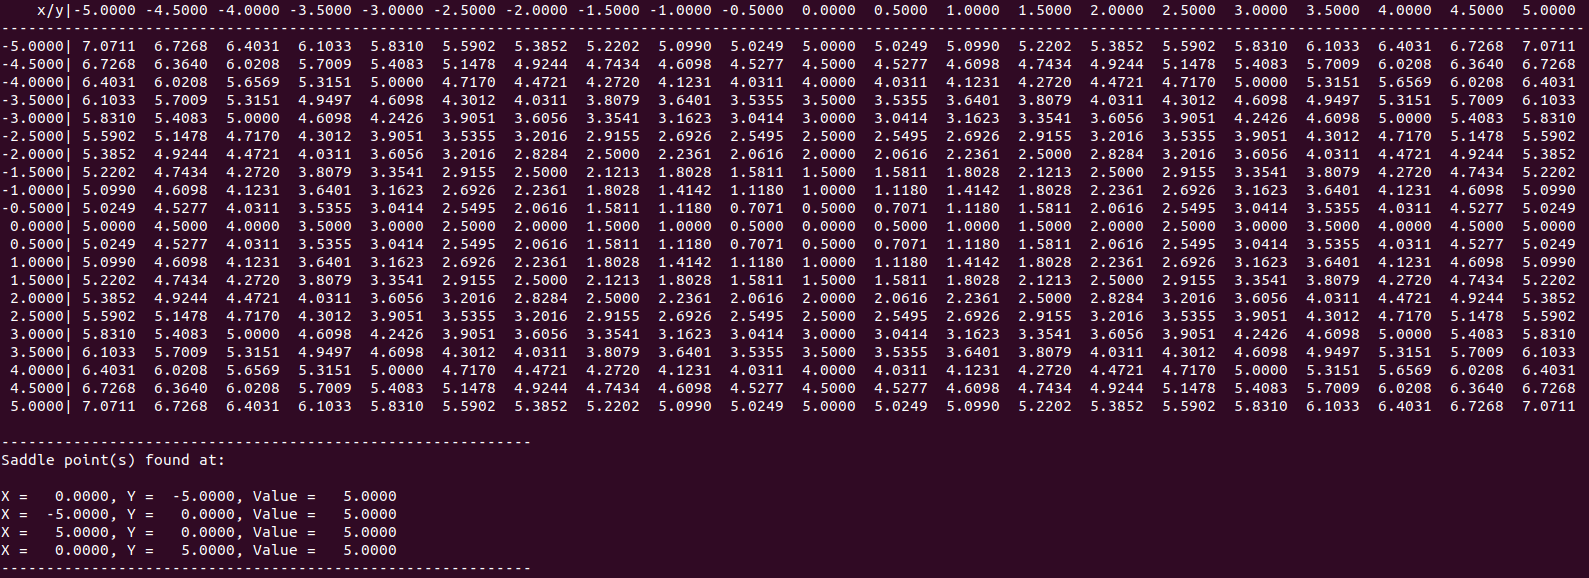 x/y|-5.0000 -4.5000 -4.0000 -3.5000 -3.0000 -2.5000 -2.0000 -1.5000 -1.0000 -0.5000 0.0000 0.5000 1.0000 1.5000 2.0000 2.5000 3.0000 3.5000 4.0000 4.5000 5.0000
--------------------------------------------------------------------------------------------------------------------------------------------------------------------------------
-5.0000| 7.0711 6.7268 6.4031 6.1033 5.8310 5.5902 5.3852 5.2202 5.0990 5.0249 5.0000 5.0249 5.0990 5.2202 5.3852 5.5902 5.8310 6.1033 6.4031 6.7268 7.0711
-4.5000| 6.7268 6.3640 6.0208 5.7009 5.4083 5.1478 4.9244 4.7434 4.6098 4.5277 4.5000 4.5277 4.6098 4.7434 4.9244 5.1478 5.4083 5.7009 6.0208 6.3640 6.7268
-4.0000| 6.4031 6.0208 5.6569 5.3151 5.0000 4.7170 4.4721 4.2720 4.1231 4.0311 4.0000 4.0311 4.1231 4.2720 4.4721 4.7170 5.0000 5.3151 5.6569 6.0208 6.4031
-3.5000| 6.1033 5.7009 5.3151 4.9497 4.6098 4.3012 4.0311 3.8079 3.6401 3.5355 3.5000 3.5355 3.6401 3.8079 4.0311 4.3012 4.6098 4.9497 5.3151 5.7009 6.1033
-3.0000| 5.8310 5.4083 5.0000 4.6098 4.2426 3.9051 3.6056 3.3541 3.1623 3.0414 3.0000 3.0414 3.1623 3.3541 3.6056 3.9051 4.2426 4.6098 5.0000 5.4083 5.8310
-2.5000| 5.5902 5.1478 4.7170 4.3012 3.9051 3.5355 3.2016 2.9155 2.6926 2.5495 2.5000 2.5495 2.6926 2.9155 3.2016 3.5355 3.9051 4.3012 4.7170 5.1478 5.5902
-2.0000| 5.3852 4.9244 4.4721 4.0311 3.6056 3.2016 2.8284 2.5000 2.2361 2.0616 2.0000 2.0616 2.2361 2.5000 2.8284 3.2016 3.6056 4.0311 4.4721 4.9244 5.3852
-1.5000| 5.2202 4.7434 4.2720 3.8079 3.3541 2.9155 2.5000 2.1213 1.8028 1.5811 1.5000 1.5811 1.8028 2.1213 2.5000 2.9155 3.3541 3.8079 4.2720 4.7434 5.2202
-1.0000| 5.0990 4.6098 4.1231 3.6401 3.1623 2.6926 2.2361 1.8028 1.4142 1.1180 1.0000 1.1180 1.4142 1.8028 2.2361 2.6926 3.1623 3.6401 4.1231 4.6098 5.0990
-0.5000| 5.0249 4.5277 4.0311 3.5355 3.0414 2.5495 2.0616 1.5811 1.1180 0.7071 0.5000 0.7071 1.1180 1.5811 2.0616 2.5495 3.0414 3.5355 4.0311 4.5277 5.0249
0.0000| 5.0000 4.5000 4.0000 3.5000 3.0000 2.5000 2.0000 1.5000 1.0000 0.5000 0.0000 0.5000 1.0000 1.5000 2.0000 2.5000 3.0000 3.5000 4.0000 4.5000 5.0000
0.5000| 5.0249 4.5277 4.0311 3.5355 3.0414 2.5495 2.0616 1.5811 1.1180 0.7071 0.5000 0.7071 1.1180 1.5811 2.0616 2.5495 3.0414 3.5355 4.0311 4.5277 5.0249
1.0000| 5.0990 4.6098 4.1231 3.6401 3.1623 2.6926 2.2361 1.8028 1.4142 1.1180 1.0000 1.1180 1.4142 1.8028 2.2361 2.6926 3.1623 3.6401 4.1231 4.6098 5.0990
1.5000| 5.2202 4.7434 4.2720 3.8079 3.3541 2.9155 2.5000 2.1213 1.8028 1.5811 1.5000 1.5811 1.8028 2.1213 2.5000 2.9155 3.3541 3.8079 4.2720 4.7434 5.2202
2.0000| 5.3852 4.9244 4.4721 4.0311 3.6056 3.2016 2.8284 2.5000 2.2361 2.0616 2.0000 2.0616 2.2361 2.5000 2.8284 3.2016 3.6056 4.0311 4.4721 4.9244 5.3852
2.5000| 5.5902 5.1478 4.7170 4.3012 3.9051 3.5355 3.2016 2.9155 2.6926 2.5495 2.5000 2.5495 2.6926 2.9155 3.2016 3.5355 3.9051 4.3012 4.7170 5.1478 5.5902
3.0000| 5.8310 5.4083 5.0000 4.6098 4.2426 3.9051 3.6056 3.3541 3.1623 3.0414 3.0000 3.0414 3.1623 3.3541 3.6056 3.9051 4.2426 4.6098 5.0000 5.4083 5.8310
3.5000| 6.1033 5.7009 5.3151 4.9497 4.6098 4.3012 4.0311 3.8079 3.6401 3.5355 3.5000 3.5355 3.6401 3.8079 4.0311 4.3012 4.6098 4.9497 5.3151 5.7009 6.1033
4.0000| 6.4031 6.0208 5.6569 5.3151 5.0000 4.7170 4.4721 4.2720 4.1231 4.0311 4.0000 4.0311 4.1231 4.2720 4.4721 4.7170 5.0000 5.3151 5.6569 6.0208 6.4031
4.5000| 6.7268 6.3640 6.0208 5.7009 5.4083 5.1478 4.9244 4.7434 4.6098 4.5277 4.5000 4.5277 4.6098 4.7434 4.9244 5.1478 5.4083 5.7009 6.0208 6.3640 6.7268
5.0000| 7.0711 6.7268 6.4031 6.1033 5.8310 5.5902 5.3852 5.2202 5.0990 5.0249 5.0000 5.0249 5.0990 5.2202 5.3852 5.5902 5.8310 6.1033 6.4031 6.7268 7.0711
-----------------------------------------------------------
Saddle point(s) found at:
X = 0.0000, Y = -5.0000, Value = 5.0000
X = -5.0000, Y = 0.0000, Value = 5.0000
X = 5.0000, Y = 0.0000, Value = 5.0000
X = 0.0000, Y = 5.0000, Value = 5.0000
-----------------------------------------------------------